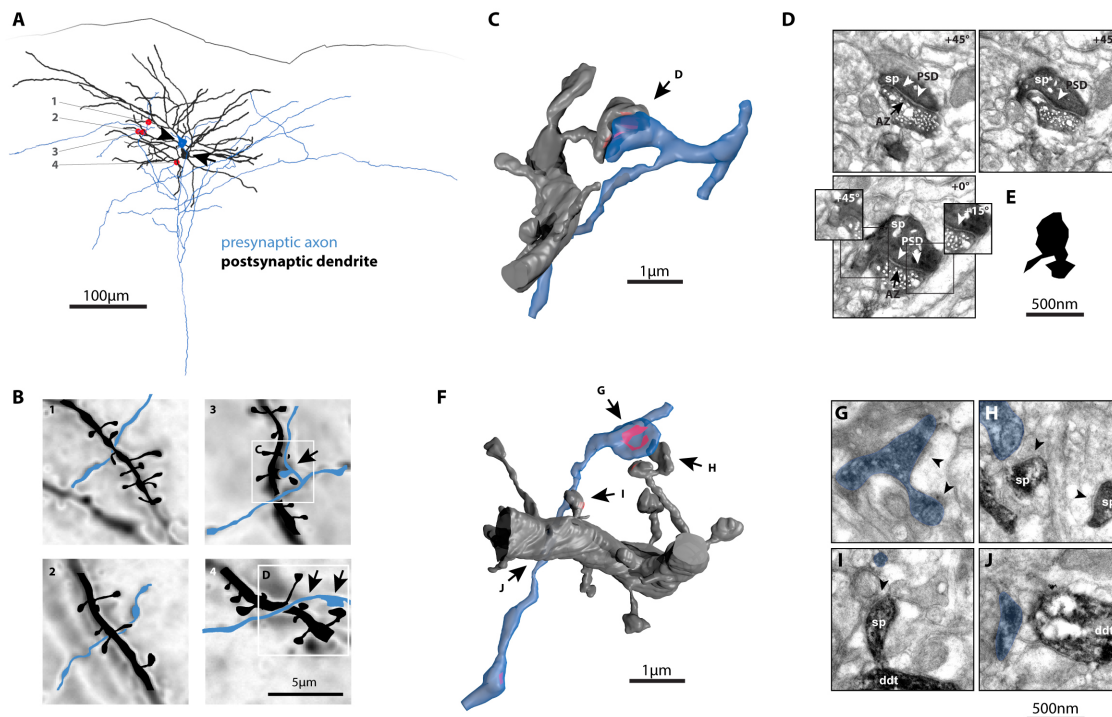 A
1
2
3
4
presynaptic axon
postsynaptic dendrite
100μm
B
1
3
C
2
4
D
5μm
C
D
1μm
D
+45°
sp
PSD
AZ
+45°
sp
PSD
+0°
+45°
+15°
sp
PSD
AZ
E
500nm
F
G
H
I
J
1μm
G
H
sp
sp
I
sp
ddt
J
ddt
500nm